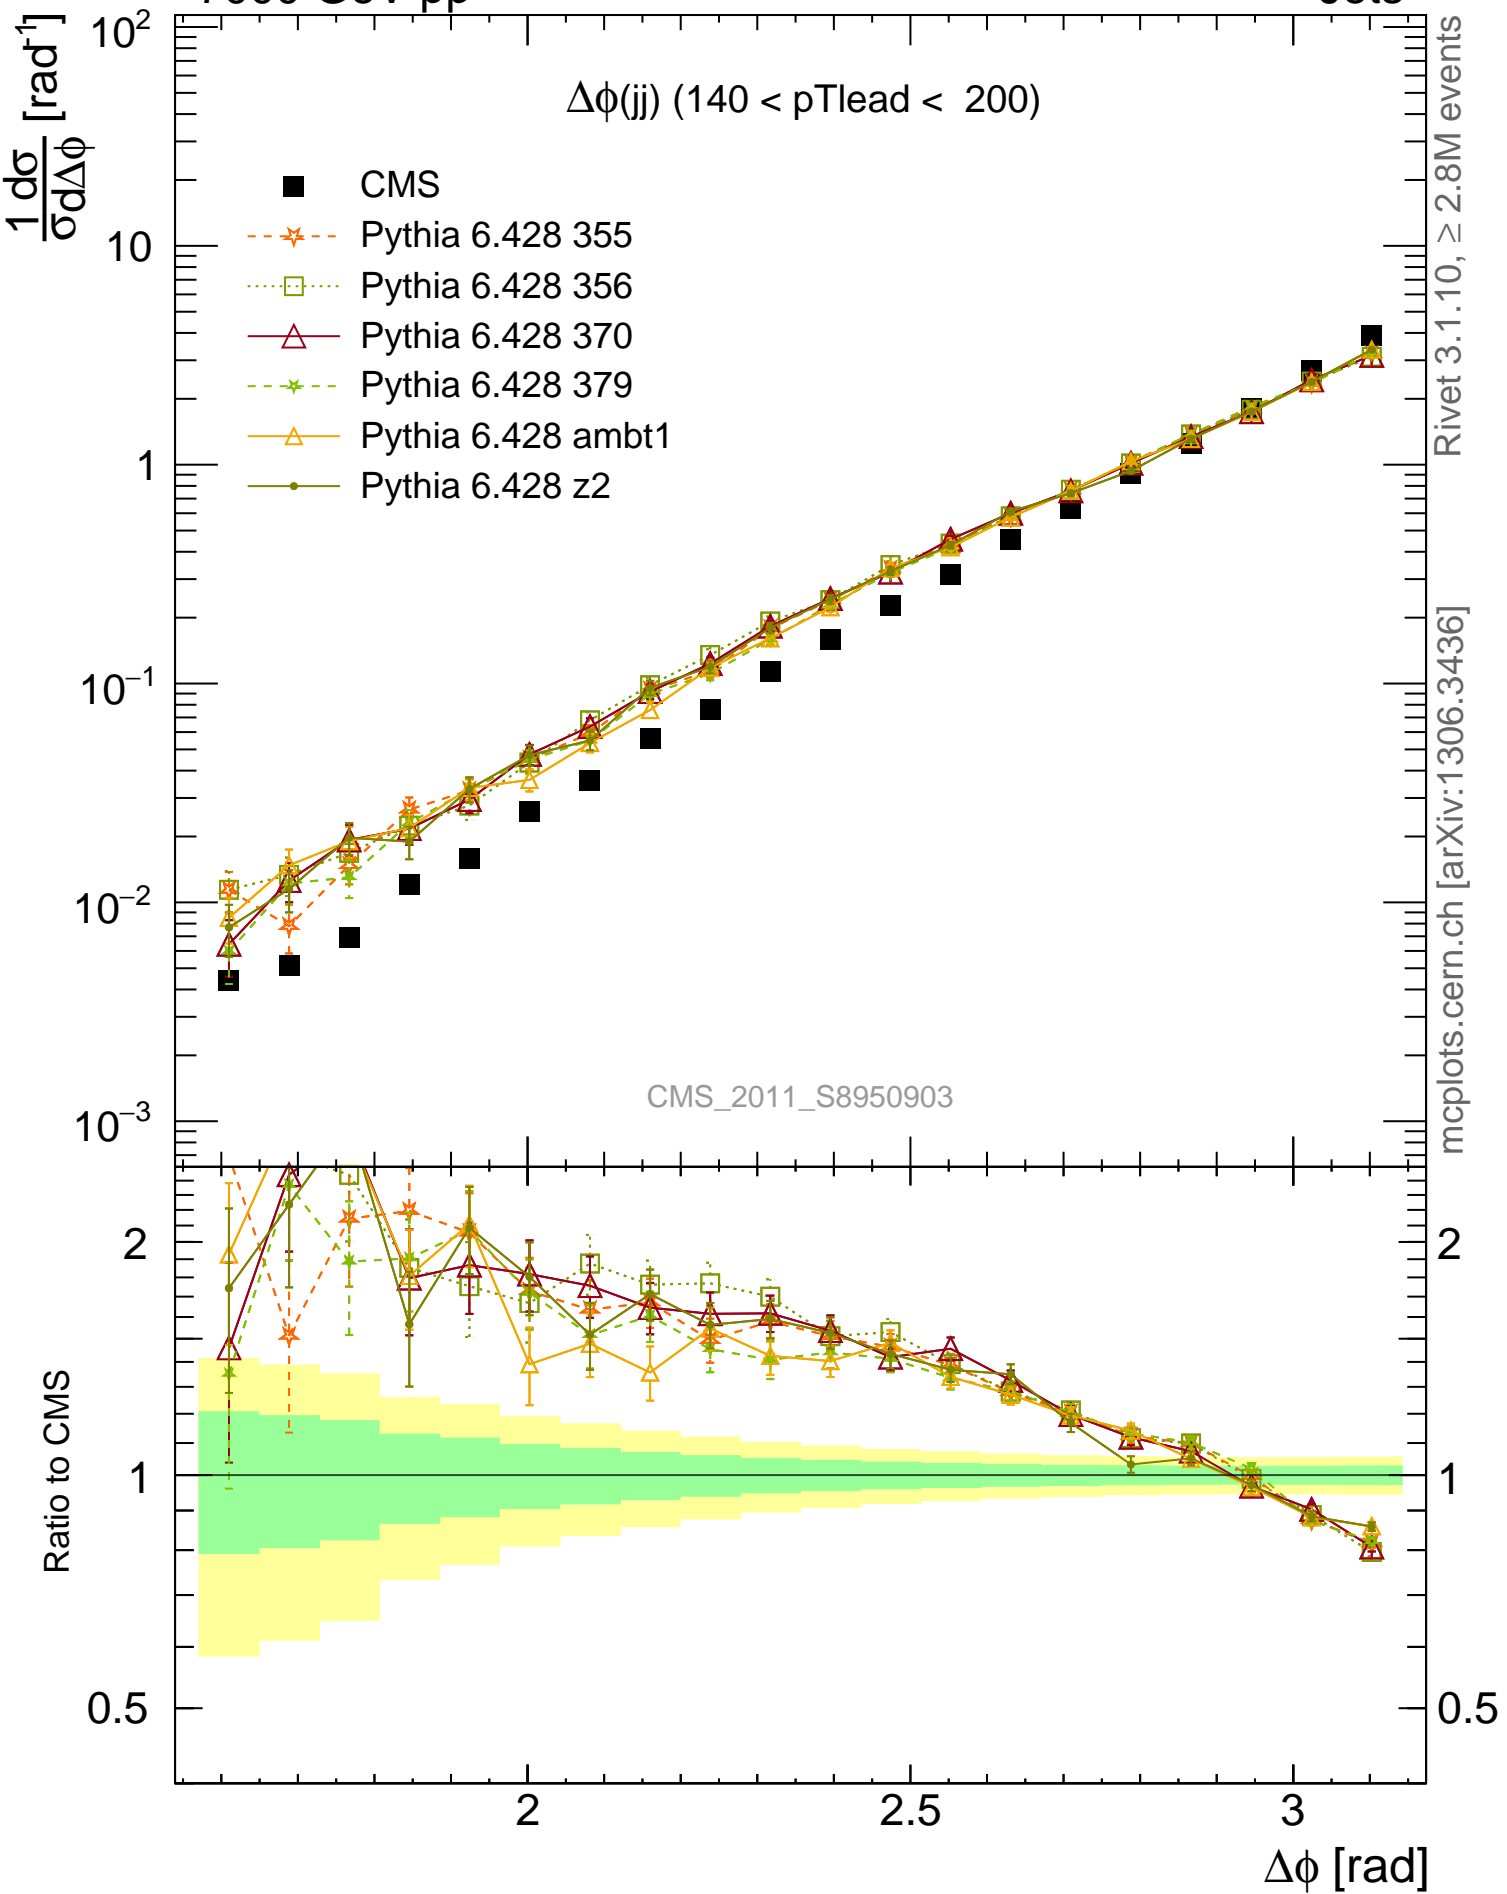 10²
1 dσ
σ dΔϕ [rad⁻¹]
Δϕ(jj) (140 < pTlead < 200)
CMS
Pythia 6.428 355
Pythia 6.428 356
Pythia 6.428 370
Pythia 6.428 379
Pythia 6.428 ambt1
Pythia 6.428 z2
10
1
10⁻¹
10⁻²
10⁻³
CMS_2011_S8950903
Rivet 3.1.10, ≥ 2.8M events
mcplots.cern.ch [arXiv:1306.3436]
Ratio to CMS
2
1
0.5
2
1
0.5
2
2.5
3
Δϕ [rad]